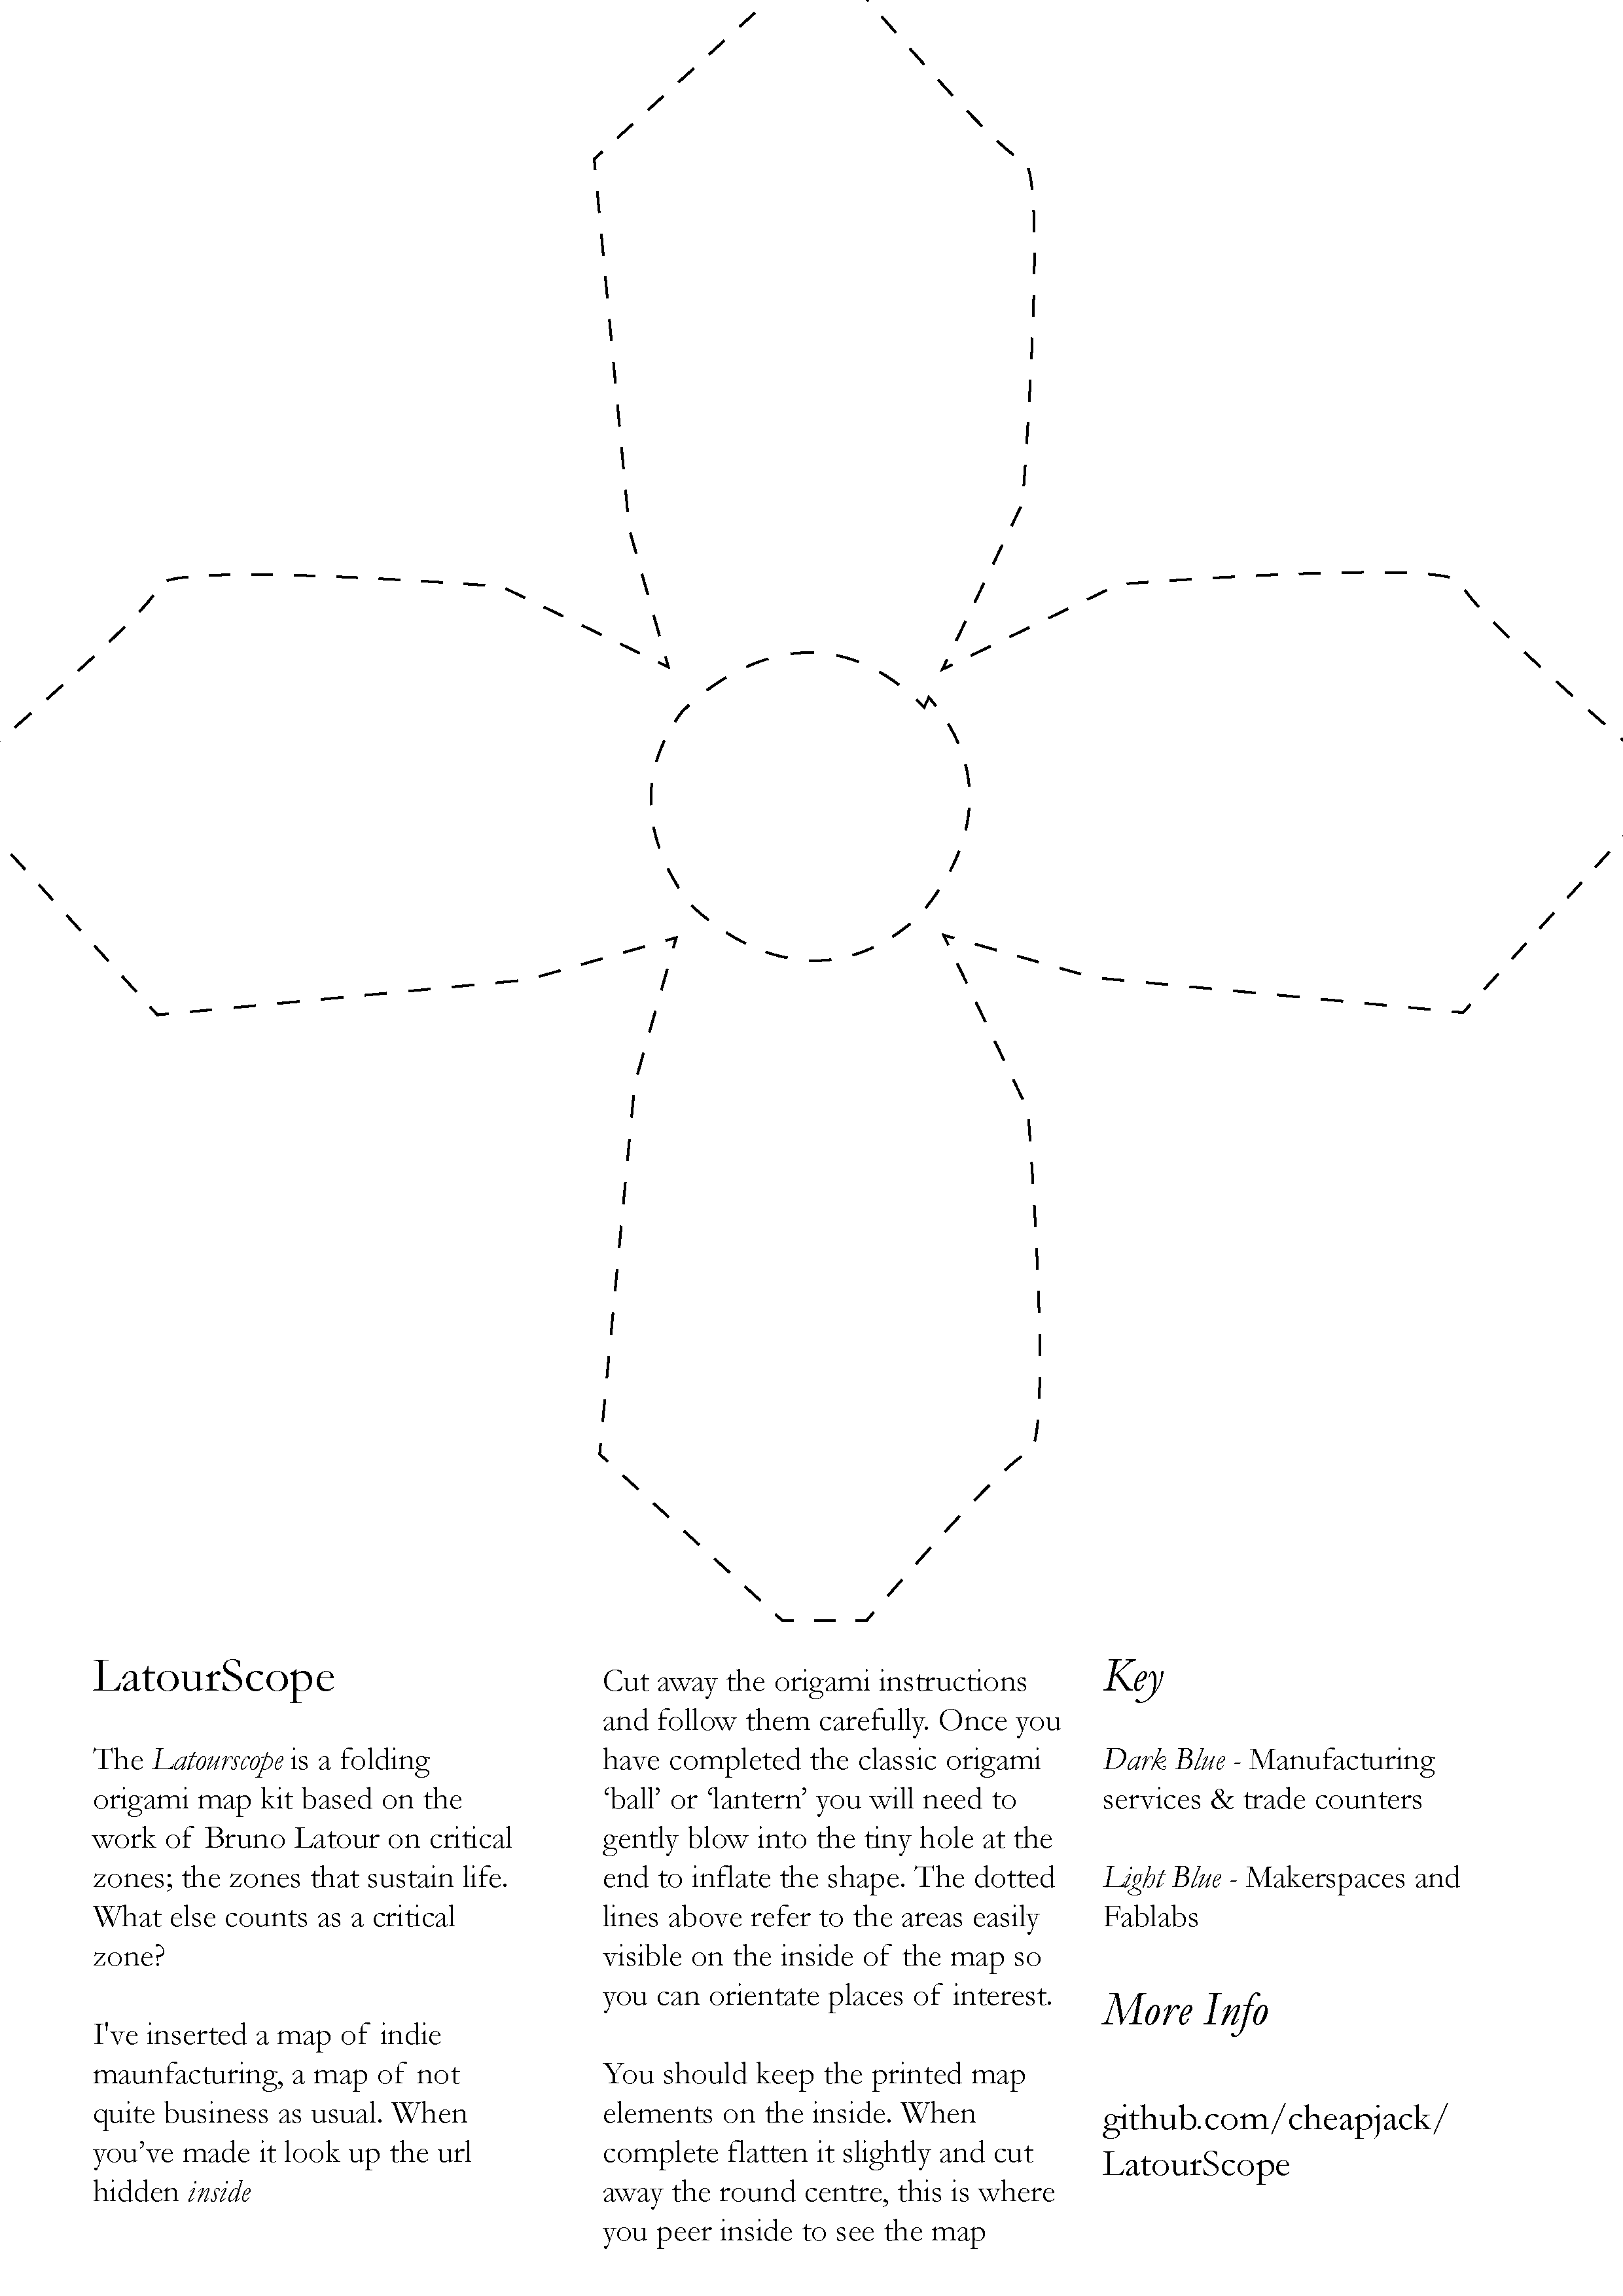 LatourScope
The Latourscope is a folding
origami map kit based on the
work of Bruno Latour on critical
zones; the zones that sustain life.
What else counts as a critical
zone?
I've inserted a map of indie
maunfacturing, a map of not
quite business as usual. When
you’ve made it look up the url
hidden inside
Cut away the origami instructions
and follow them carefully. Once you
have completed the classic origami
‘ball’ or ‘lantern’ you will need to
gently blow into the tiny hole at the
end to inflate the shape. The dotted
lines above refer to the areas easily
visible on the inside of the map so
you can orientate places of interest.
You should keep the printed map
elements on the inside. When
complete flatten it slightly and cut
away the round centre, this is where
you peer inside to see the map
Key
Dark Blue - Manufacturing
services & trade counters
Light Blue - Makerspaces and
Fablabs
More Info
github.com/cheapjack/
LatourScope